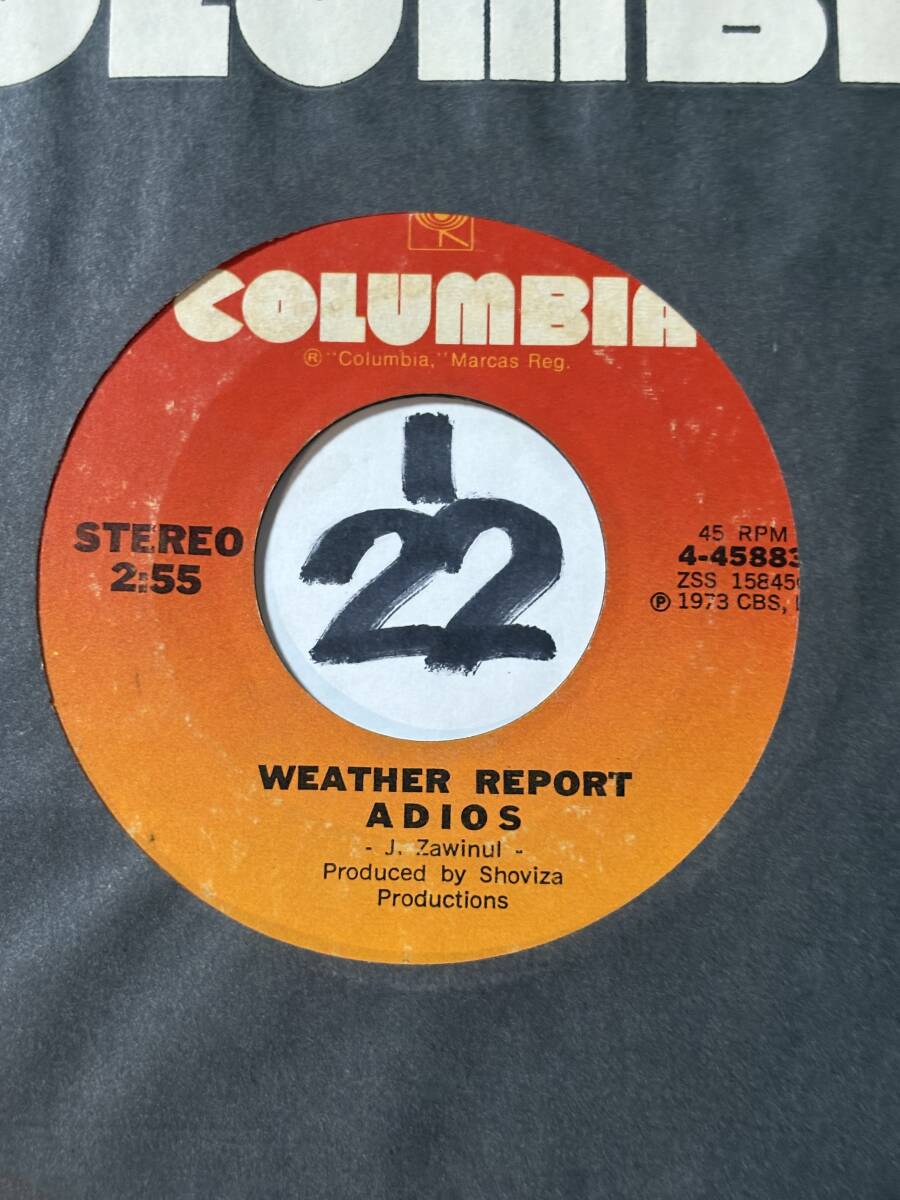 COLUMBIA
® "Columbia," Marcas Reg.
1
22
STEREO
2:55
45 RPM
4-45883
ZSS 15845
Ⓟ 1973 CBS,
WEATHER REPORT
ADIOS
- J. Zawinul -
Produced by Shoviza
Productions